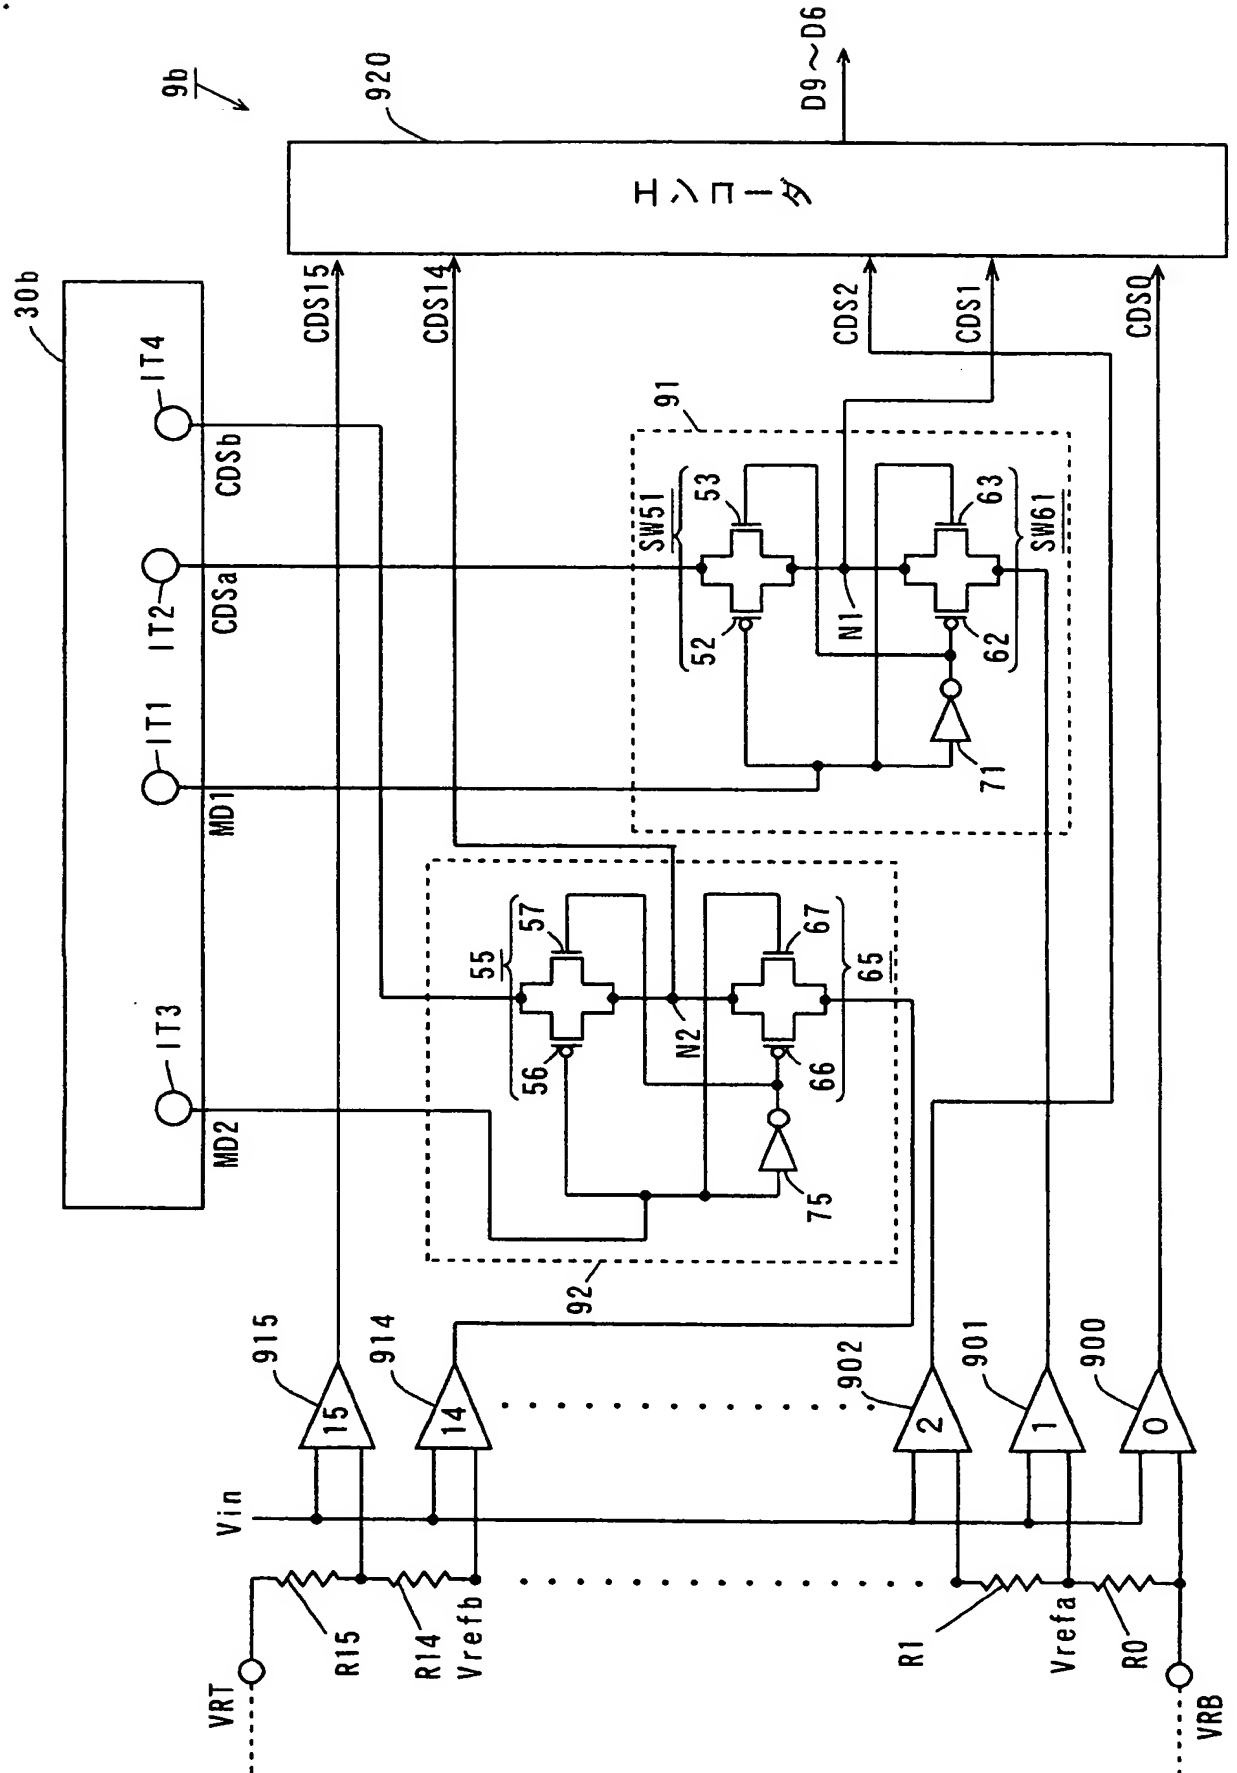 9b
920
D9～D6
エンコーダ
30b
IT4
IT2
IT1
IT3
CDSb
CDSa
MD1
MD2
CDS15
CDS14
CDS2
CDS1
CDS0
91
SW51
53
52
N1
63
62
SW61
71
55
57
56
N2
67
66
65
75
92
915
15
914
14
902
2
901
1
900
0
Vin
VRT
R15
R14
Vrefb
R1
Vrefa
R0
VRB